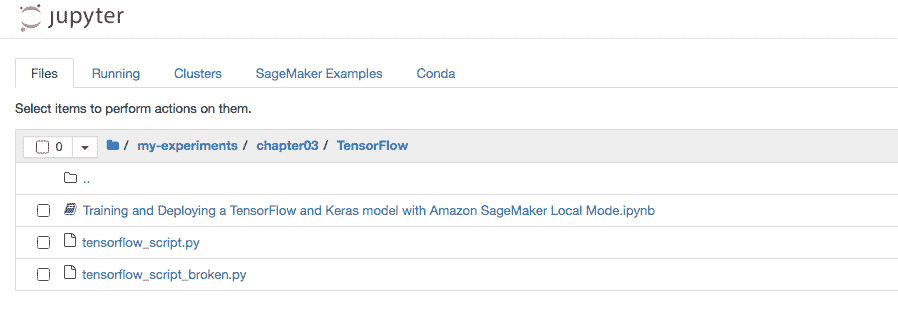 jupyter
Files Running Clusters SageMaker Examples Conda
Select items to perform actions on them.
0 / my-experiments / chapter03 / TensorFlow
..
Training and Deploying a TensorFlow and Keras model with Amazon SageMaker Local Mode.ipynb
tensorflow_script.py
tensorflow_script_broken.py